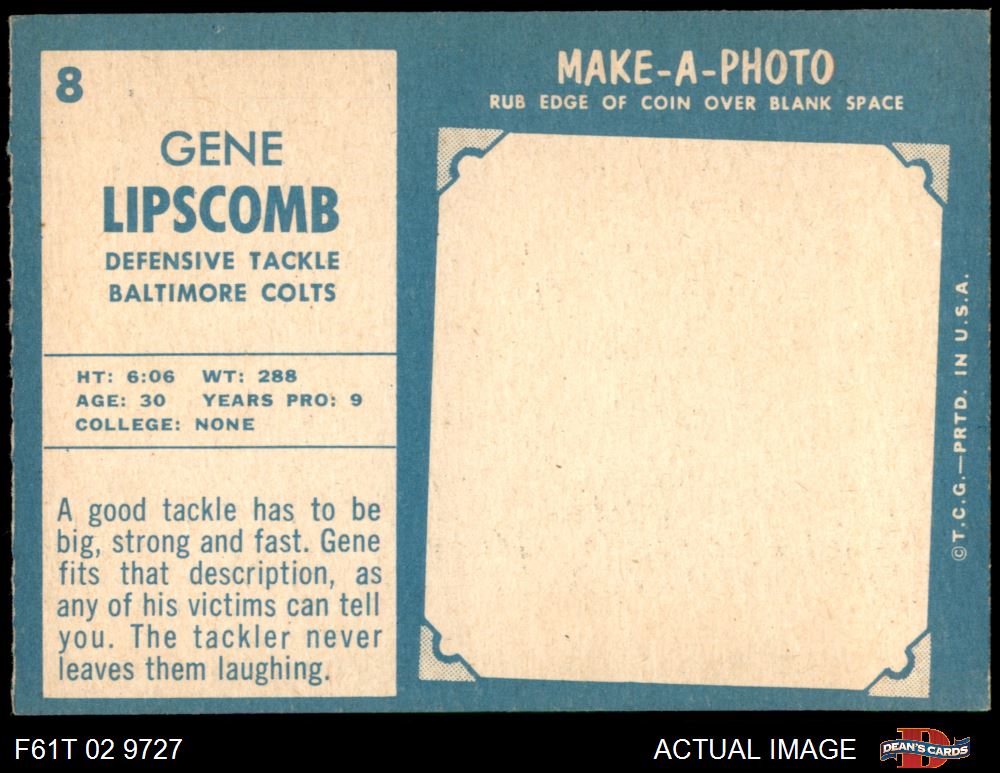 8
GENE
LIPSCOMB
DEFENSIVE TACKLE
BALTIMORE COLTS
HT: 6:06 WT: 288
AGE: 30 YEARS PRO: 9
COLLEGE: NONE
A good tackle has to be
big, strong and fast. Gene
fits that description, as
any of his victims can tell
you. The tackler never
leaves them laughing.
MAKE-A-PHOTO
RUB EDGE OF COIN OVER BLANK SPACE
©T.C.G.—PRTD. IN U.S.A.
F61T 02 9727
ACTUAL IMAGE
D
DEAN'S CARDS